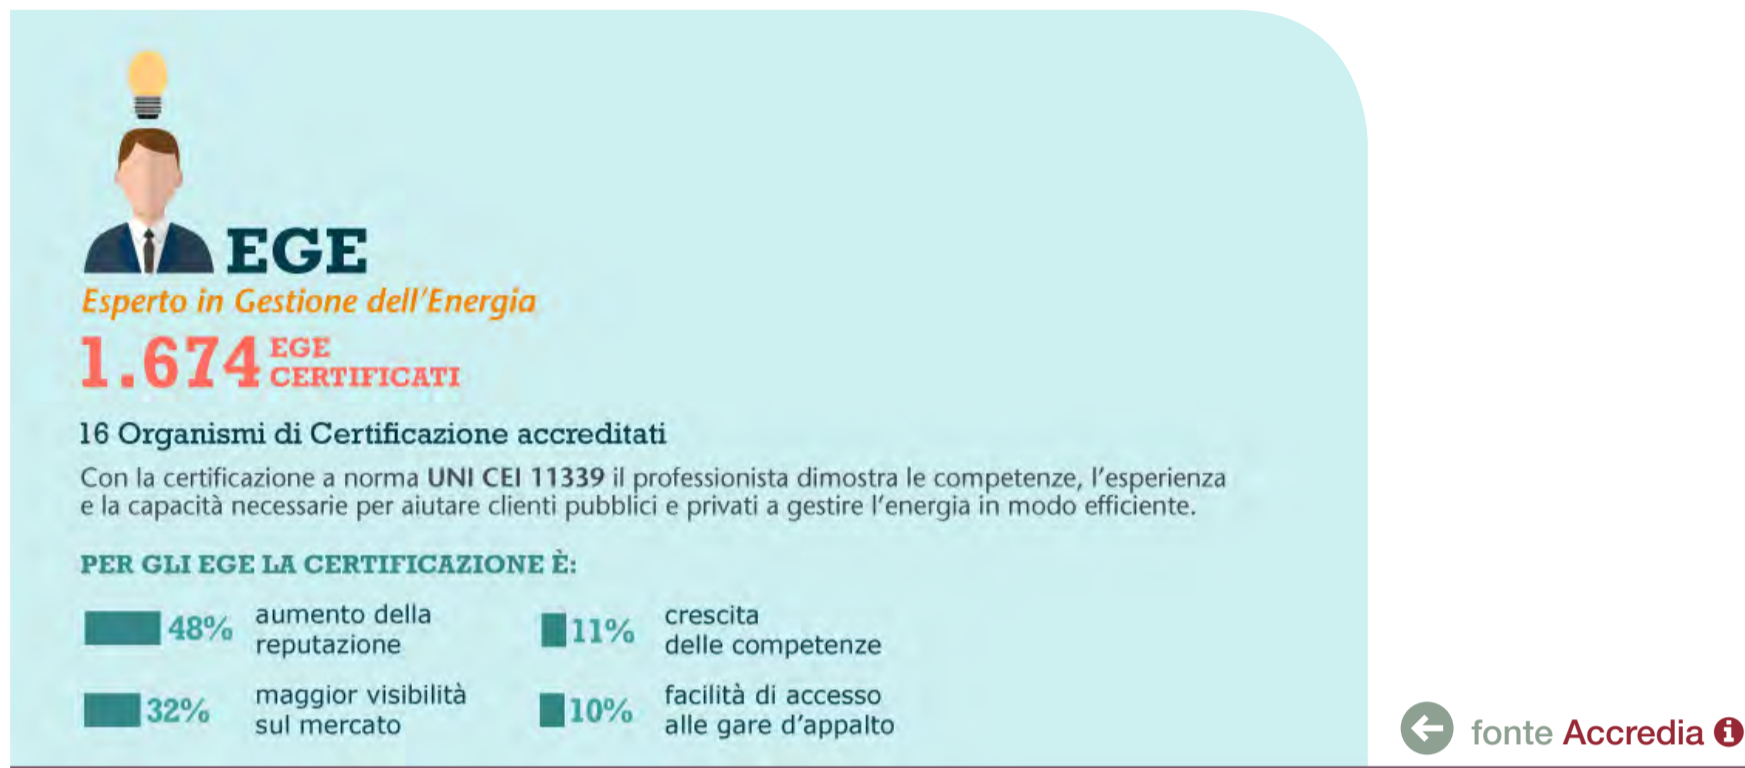 EGE
Esperto in Gestione dell'Energia
1.674 EGE
CERTIFICATI
16 Organismi di Certificazione accreditati
Con la certificazione a norma UNI CEI 11339 il professionista dimostra le competenze, l'esperienza
e la capacità necessarie per aiutare clienti pubblici e privati a gestire l'energia in modo efficiente.
PER GLI EGE LA CERTIFICAZIONE È:
48% aumento della
reputazione
11% crescita
delle competenze
32% maggior visibilità
sul mercato
10% facilità di accesso
alle gare d'appalto
fonte Accredia i